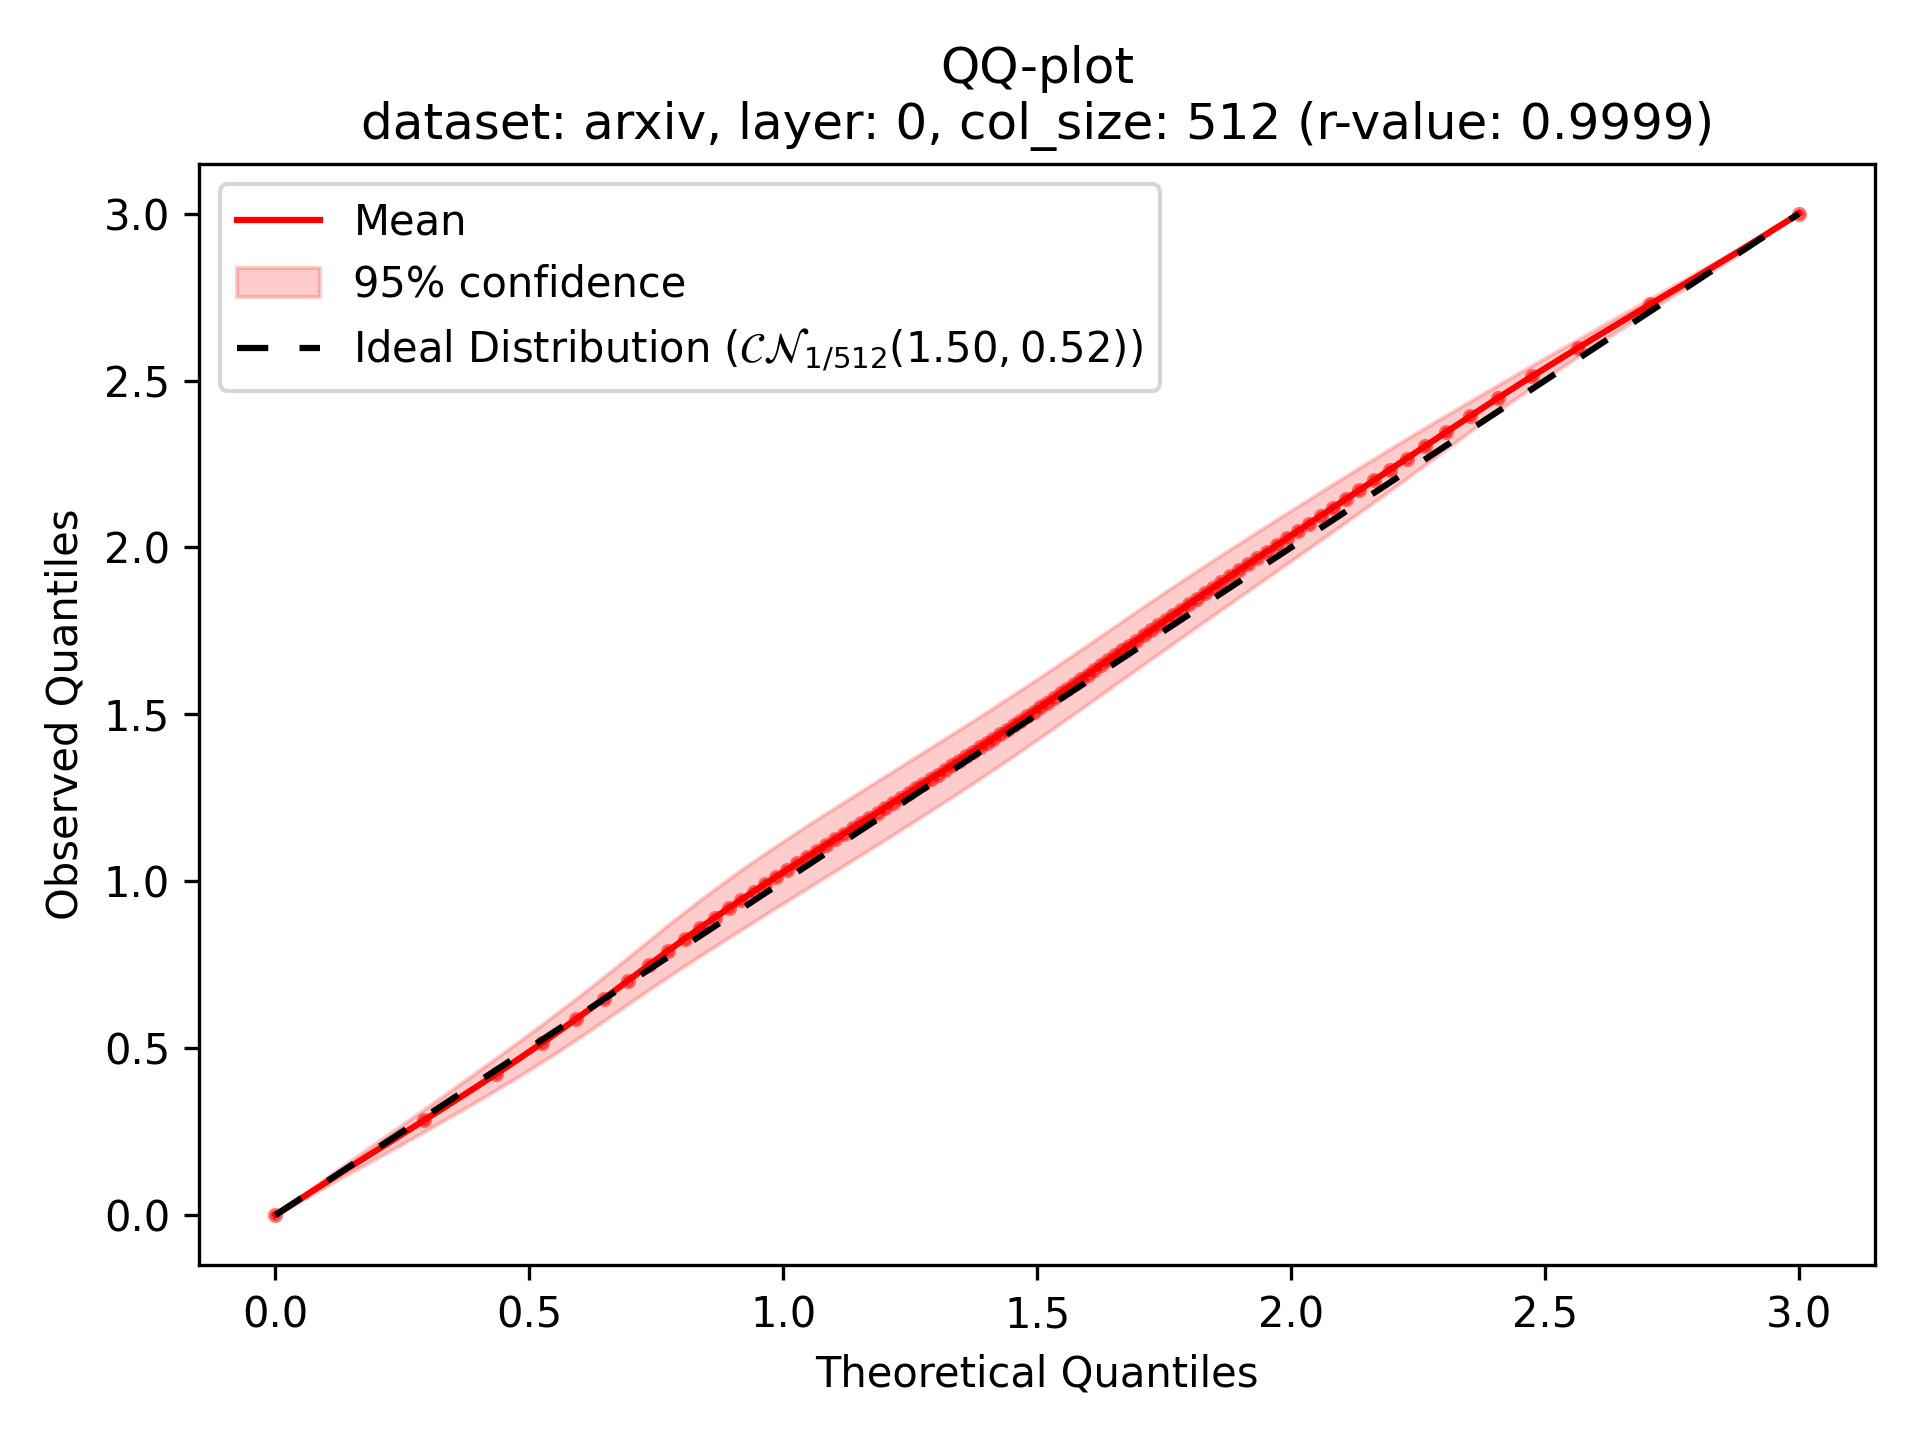 QQ-plot
dataset: arxiv, layer: 0, col_size: 512 (r-value: 0.9999)
Mean
95% confidence
Ideal Distribution (𝒞𝒩₁/₅₁₂(1.50, 0.52))
3.0
2.5
2.0
1.5
1.0
0.5
0.0
Observed Quantiles
0.0 0.5 1.0 1.5 2.0 2.5 3.0
Theoretical Quantiles